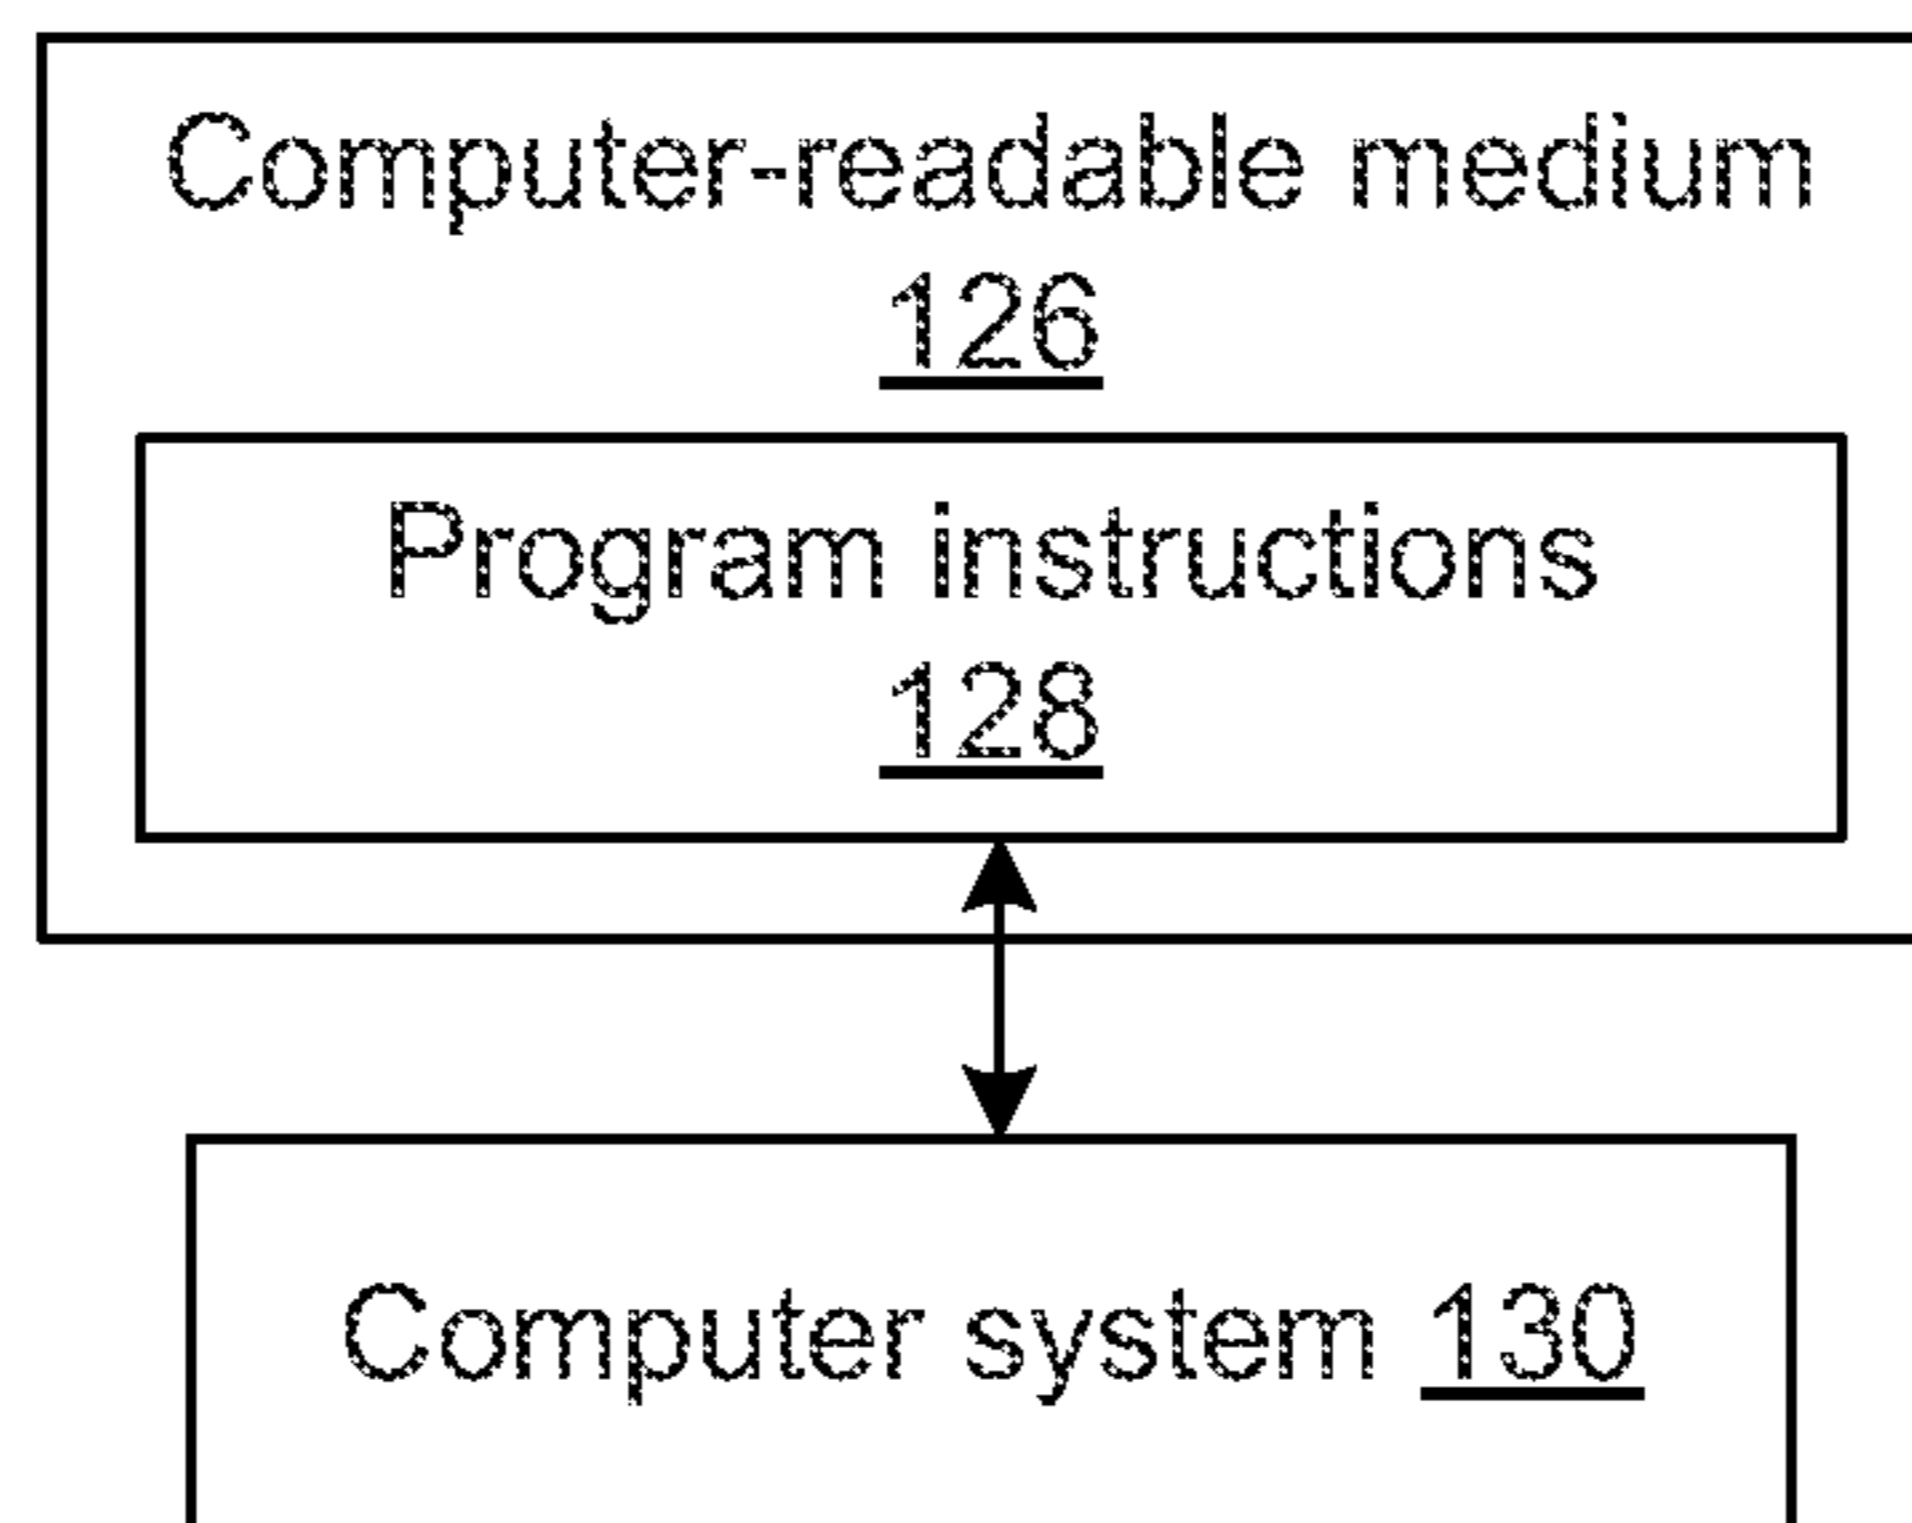 Computer-readable medium
126
Program instructions
128
Computer system 130